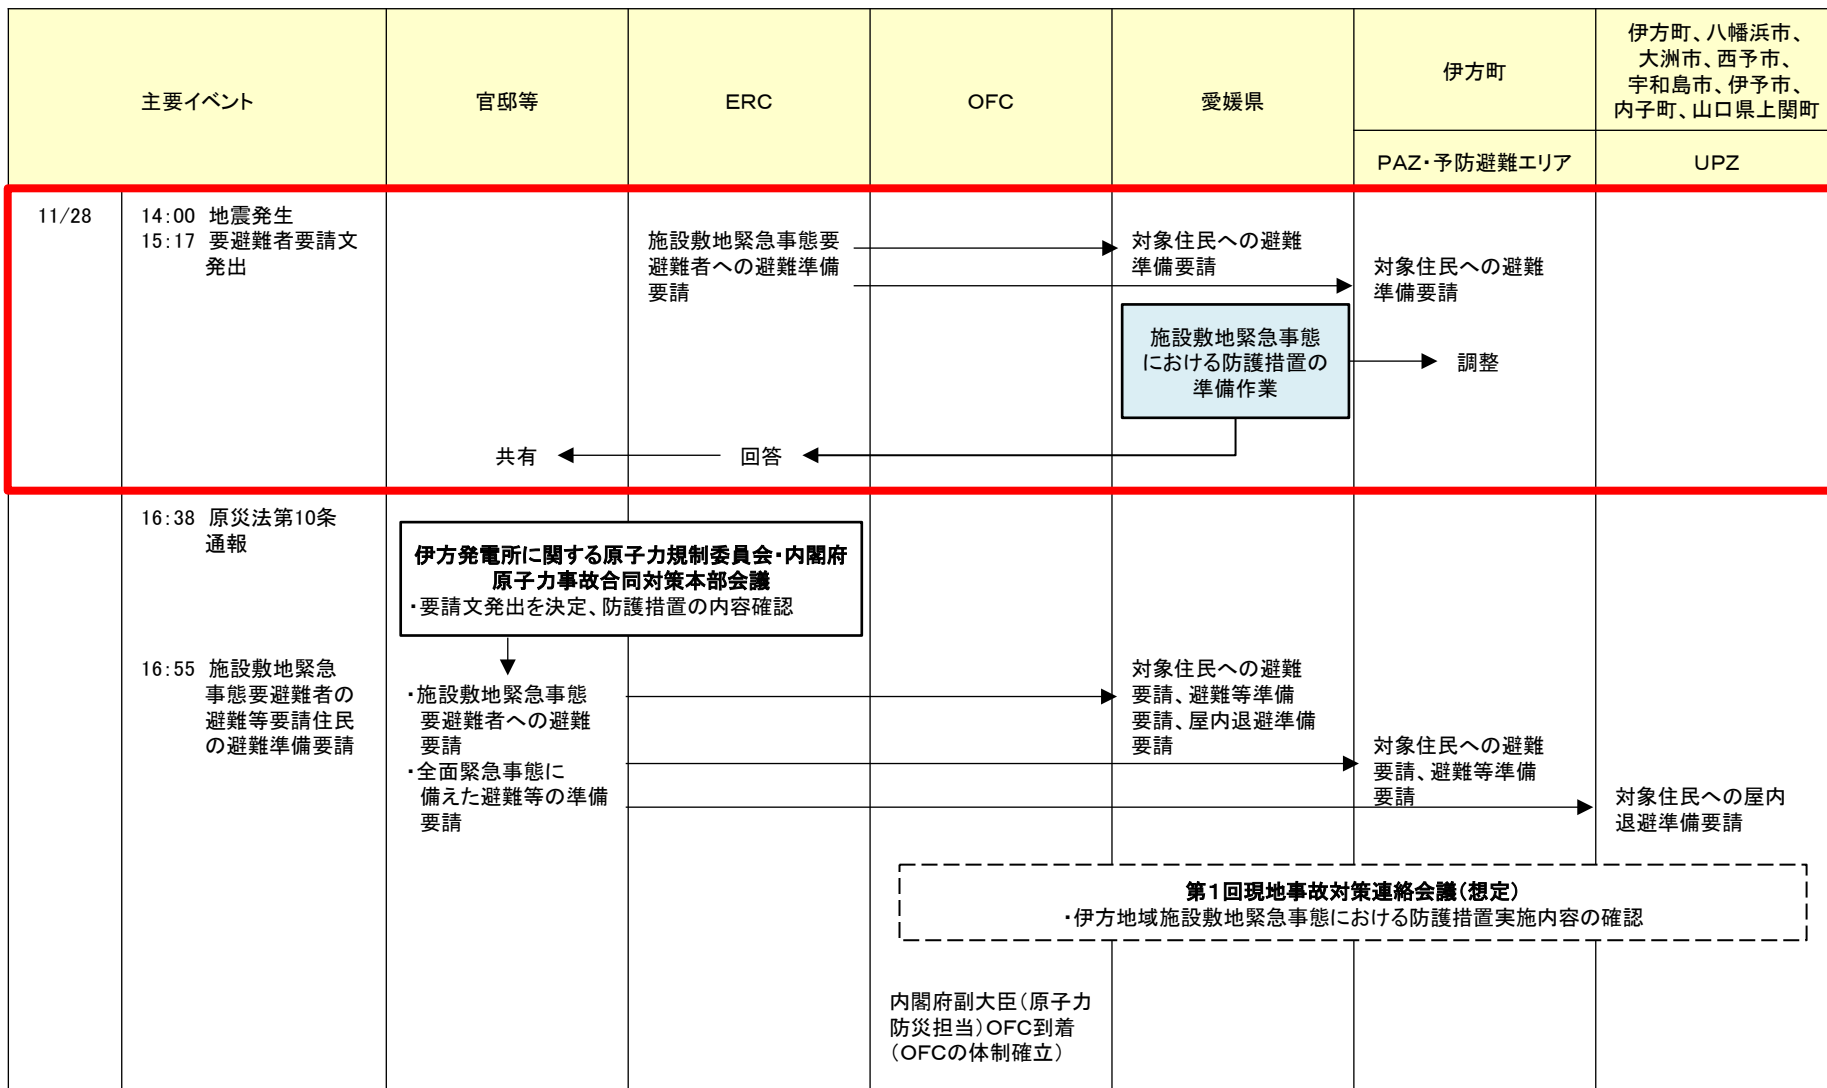 主要イベント
官邸等
ERC
OFC
愛媛県
伊方町
伊方町、八幡浜市、
大洲市、西予市、
宇和島市、伊予市、
内子町、山口県上関町
PAZ・予防避難エリア
UPZ
11/28
14:00 地震発生
15:17 要避難者要請文
発出
施設敷地緊急事態要
避難者への避難準備
要請
対象住民への避難
準備要請
対象住民への避難
準備要請
施設敷地緊急事態
における防護措置の
準備作業
調整
共有
回答
16:38 原災法第10条
通報
伊方発電所に関する原子力規制委員会・内閣府
原子力事故合同対策本部会議
・要請文発出を決定、防護措置の内容確認
16:55 施設敷地緊急
事態要避難者の
避難等要請住民
の避難準備要請
・施設敷地緊急事態
要避難者への避難
要請
・全面緊急事態に
備えた避難等の準備
要請
対象住民への避難
要請、避難等準備
要請、屋内退避準備
要請
対象住民への避難
要請、避難等準備
要請
対象住民への屋内
退避準備要請
第1回現地事故対策連絡会議(想定)
・伊方地域施設敷地緊急事態における防護措置実施内容の確認
内閣府副大臣(原子力
防災担当)OFC到着
(OFCの体制確立)